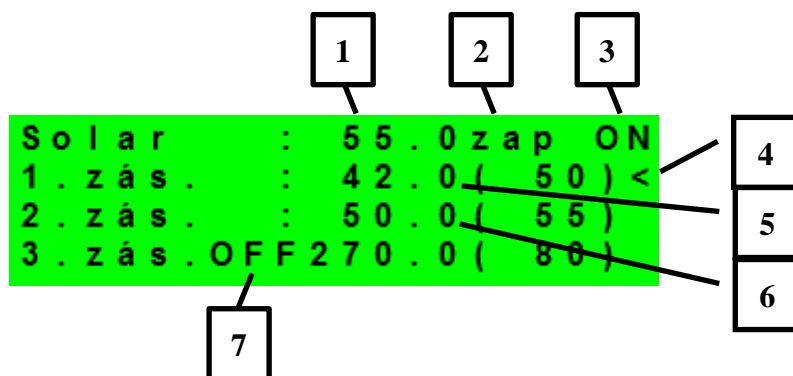 1 2 3
Solar : 55.0zap ON
1.zás. : 42.0( 50)<
2.zás. : 50.0( 55)
3.zás.OFF270.0( 80)
4
5
6
7